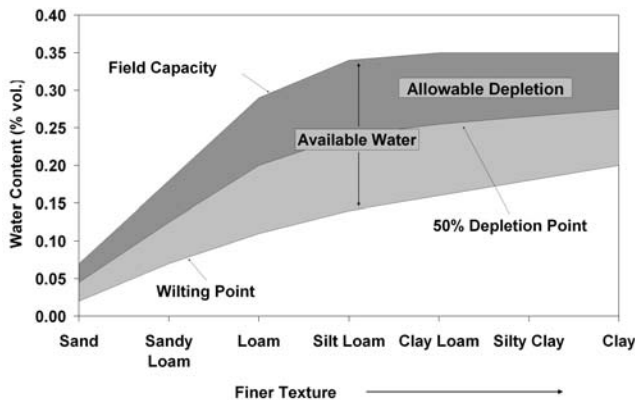 Water Content (% vol.)
0.40
0.35
0.30
0.25
0.20
0.15
0.10
0.05
0.00
Field Capacity
Allowable Depletion
Available Water
50% Depletion Point
Wilting Point
Sand
Sandy
Loam
Loam
Silt Loam
Clay Loam
Silty Clay
Clay
Finer Texture